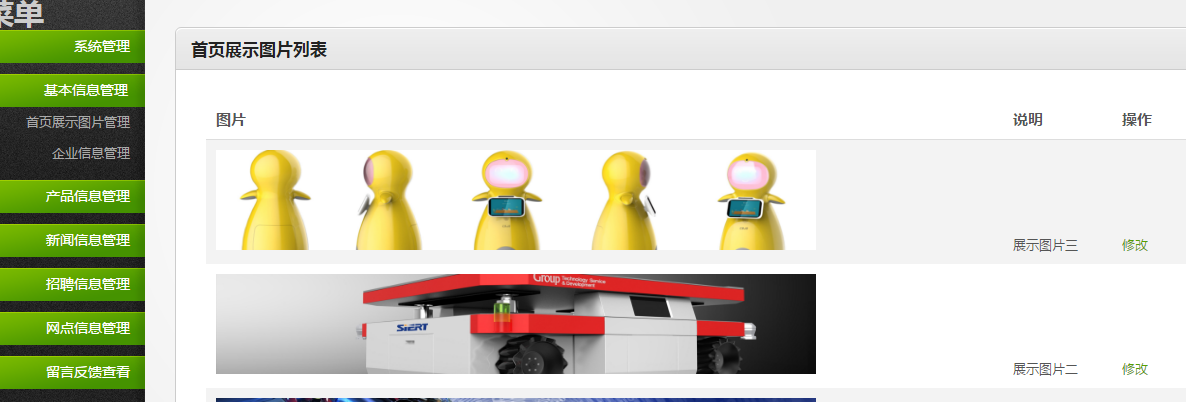 菜单
系统管理
基本信息管理
首页展示图片管理
企业信息管理
产品信息管理
新闻信息管理
招聘信息管理
网点信息管理
留言反馈查看
首页展示图片列表
图片 说明 操作
展示图片三 修改
Group Technology Service
& Development
SIERT
展示图片二 修改